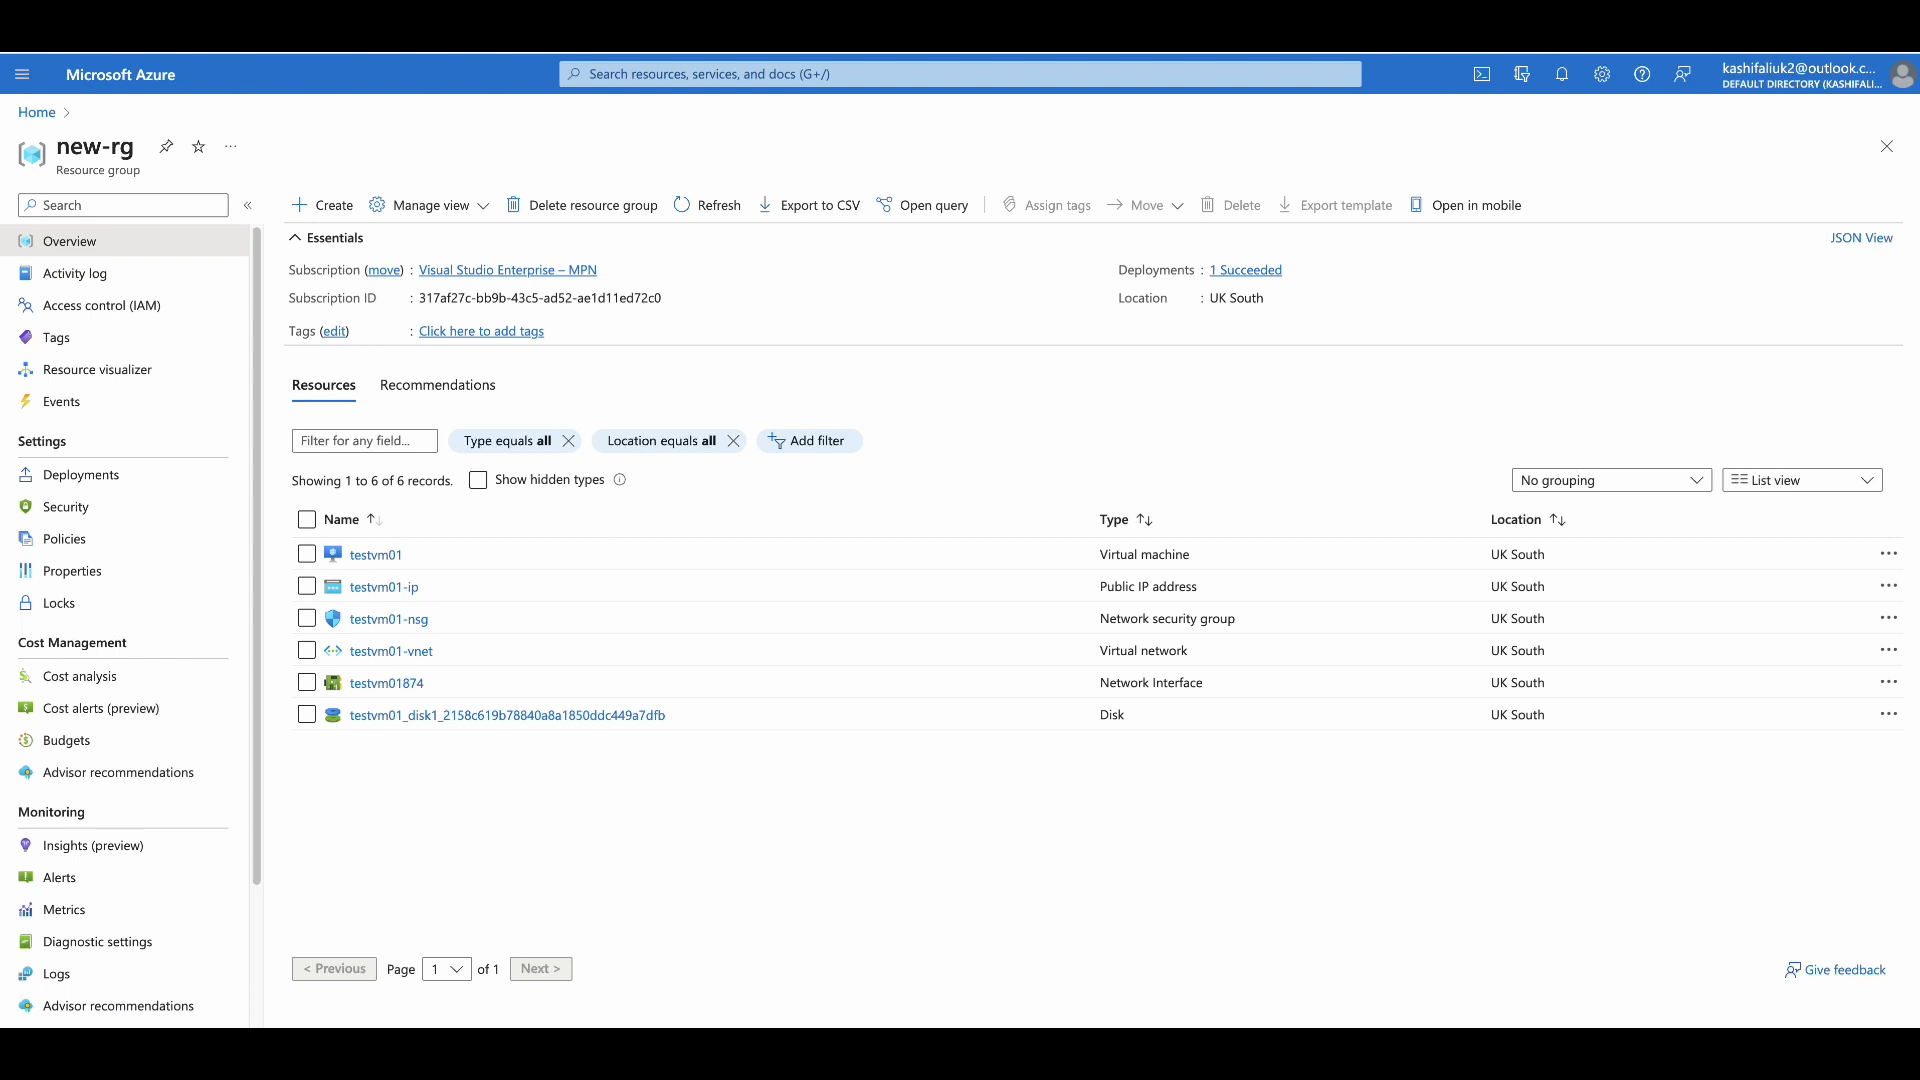 Microsoft Azure
Search resources, services, and docs (G+/)
kashifaliuk2@outlook.c...
DEFAULT DIRECTORY (KASHIFALI...
Home >
new-rg
Resource group
Search
«
Create
Manage view
Delete resource group
Refresh
Export to CSV
Open query
Assign tags
Move
Delete
Export template
Open in mobile
Overview
Activity log
Access control (IAM)
Tags
Resource visualizer
Events
Settings
Deployments
Security
Policies
Properties
Locks
Cost Management
Cost analysis
Cost alerts (preview)
Budgets
Advisor recommendations
Monitoring
Insights (preview)
Alerts
Metrics
Diagnostic settings
Logs
Advisor recommendations
Essentials
JSON View
Subscription (move) : Visual Studio Enterprise – MPN
Deployments : 1 Succeeded
Subscription ID : 317af27c-bb9b-43c5-ad52-ae1d11ed72c0
Location : UK South
Tags (edit) : Click here to add tags
Resources Recommendations
Filter for any field... Type equals all Location equals all Add filter
Showing 1 to 6 of 6 records. Show hidden types
No grouping List view
Name Type Location
testvm01 Virtual machine UK South ...
testvm01-ip Public IP address UK South ...
testvm01-nsg Network security group UK South ...
testvm01-vnet Virtual network UK South ...
testvm01874 Network Interface UK South ...
testvm01_disk1_2158c619b78840a8a1850ddc449a7dfb Disk UK South ...
< Previous Page 1 of 1 Next >
Give feedback